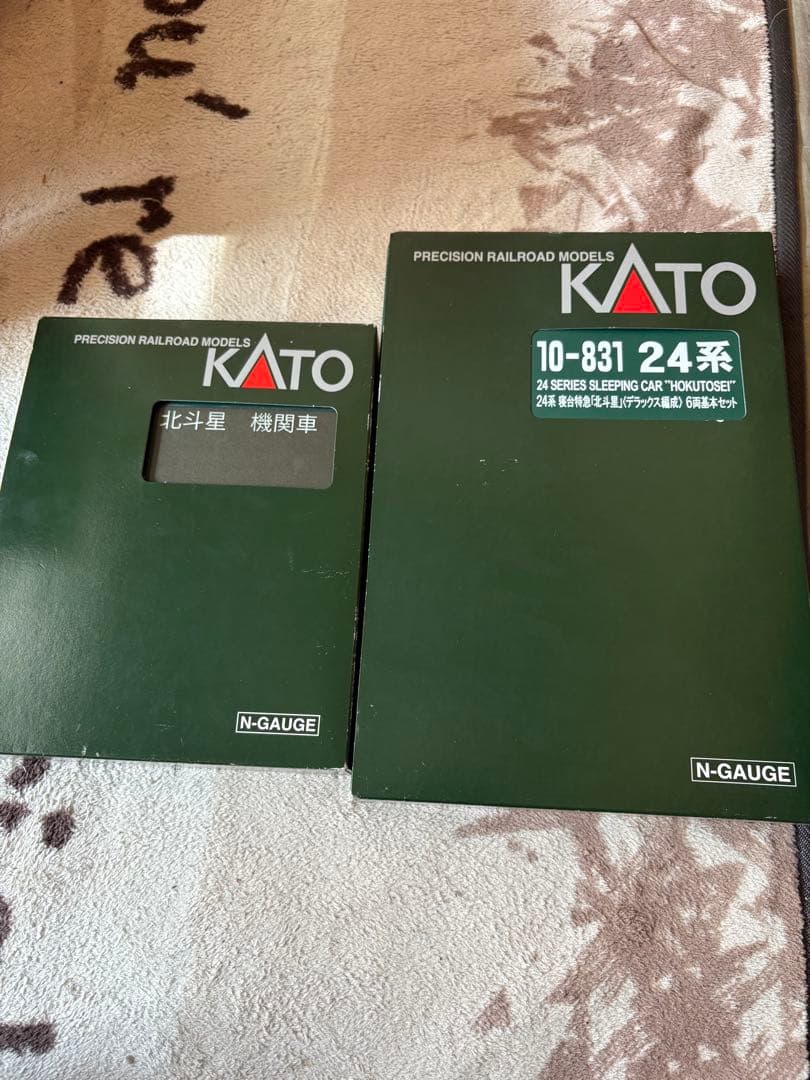 ou'
re
PRECISION RAILROAD MODELS
KATO
北斗星 機関車
N-GAUGE
PRECISION RAILROAD MODELS
KATO
10-831 24系
24 SERIES SLEEPING CAR "HOKUTOSEI"
24系 寝台特急「北斗星」〈デラックス編成〉 6両基本セット
N-GAUGE